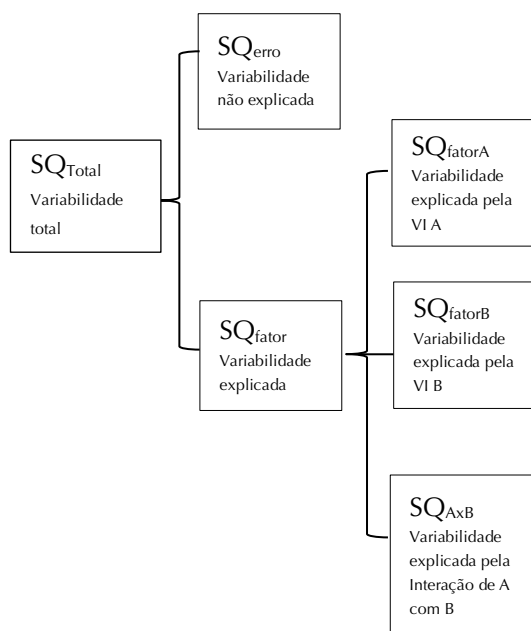 SQerro
Variabilidade
não explicada
SQTotal
Variabilidade
total
SQfator
Variabilidade
explicada
SQfatorA
Variabilidade
explicada pela
VI A
SQfatorB
Variabilidade
explicada pela
VI B
SQAxB
Variabilidade
explicada pela
Interação de A
com B